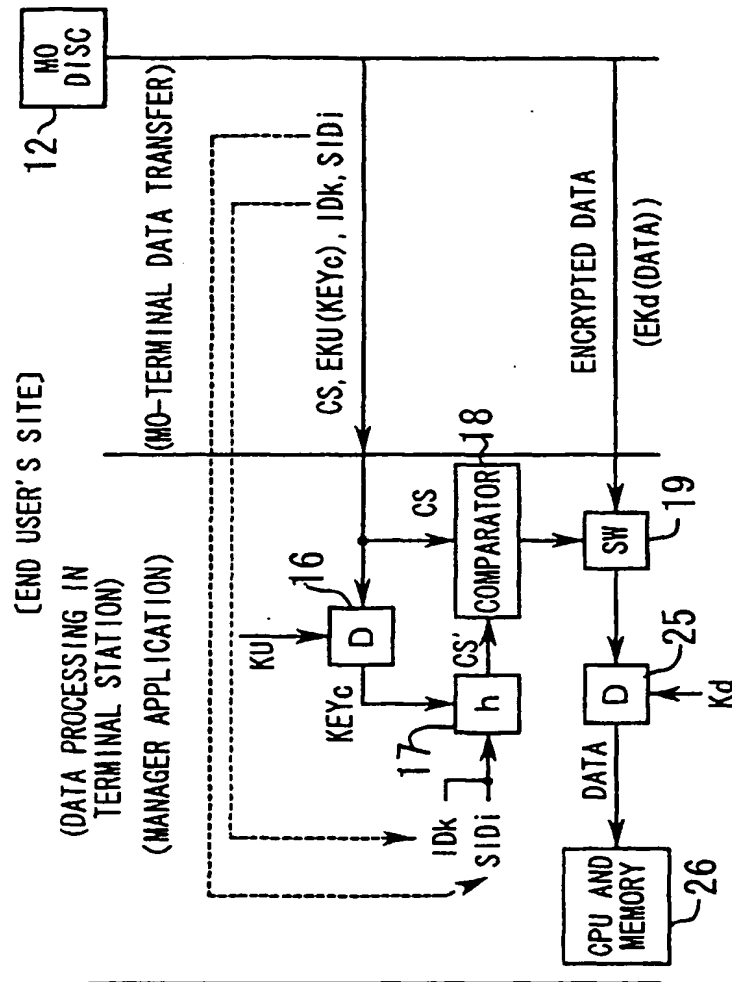 [END USER'S SITE]
(DATA PROCESSING IN
TERMINAL STATION)
(MANAGER APPLICATION)
(MO-TERMINAL DATA TRANSFER)
MO
DISC
12
CS, EKU(KEYc), IDk, SIDi
KU
16
D
KEYc
CS
17
h
CS'
COMPARATOR
18
IDk
SIDi
ENCRYPTED DATA
(EKd(DATA))
SW
19
D
25
Kd
DATA
CPU AND
MEMORY
26